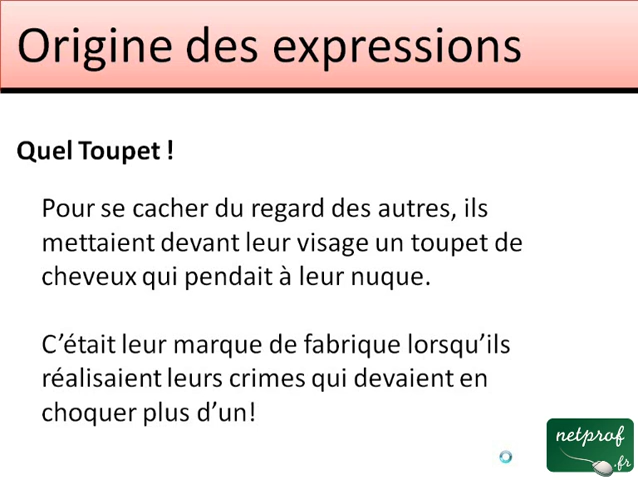 Origine des expressions
Quel Toupet !
Pour se cacher du regard des autres, ils
mettaient devant leur visage un toupet de
cheveux qui pendait à leur nuque.
C’était leur marque de fabrique lorsqu’ils
réalisaient leurs crimes qui devaient en
choquer plus d’un!
netprof
.fr